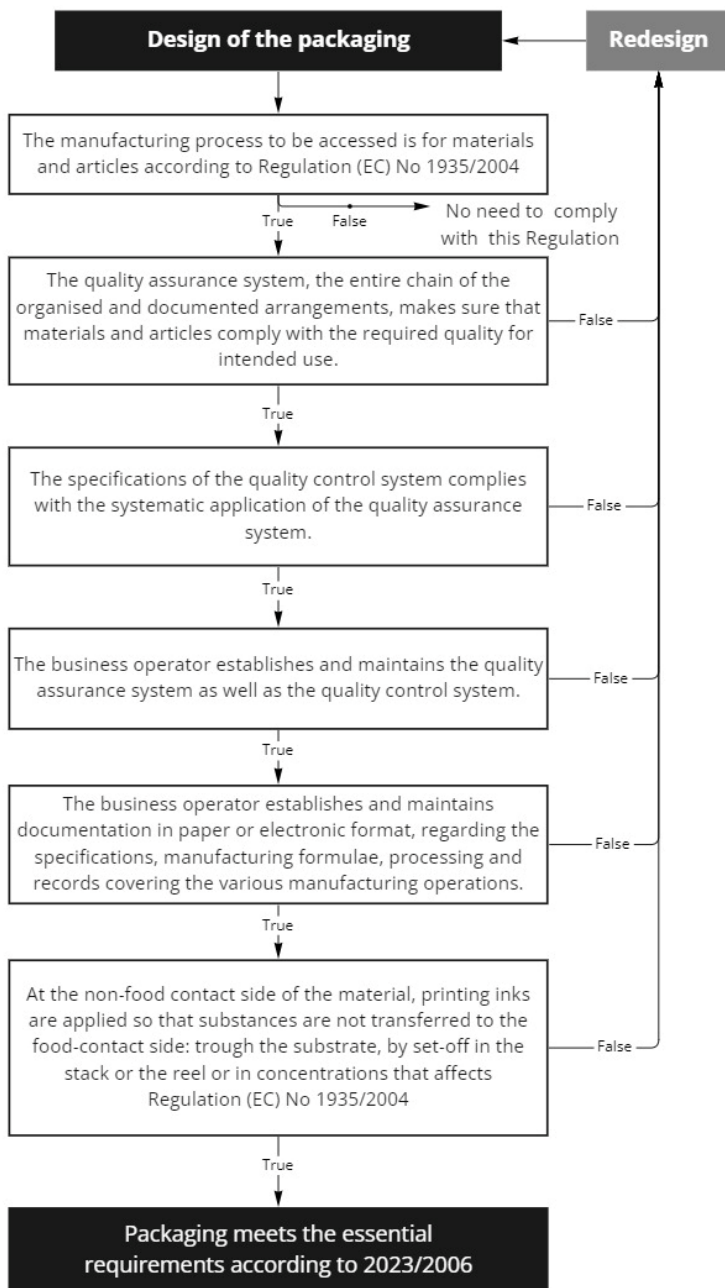 Design of the packaging
Redesign
The manufacturing process to be accessed is for materials
and articles according to Regulation (EC) No 1935/2004
True
False
No need to comply
with this Regulation
The quality assurance system, the entire chain of the
organised and documented arrangements, makes sure that
materials and articles comply with the required quality for
intended use.
False
True
The specifications of the quality control system complies
with the systematic application of the quality assurance
system.
False
True
The business operator establishes and maintains the quality
assurance system as well as the quality control system.
False
True
The business operator establishes and maintains
documentation in paper or electronic format, regarding the
specifications, manufacturing formulae, processing and
records covering the various manufacturing operations.
False
True
At the non-food contact side of the material, printing inks
are applied so that substances are not transferred to the
food-contact side: trough the substrate, by set-off in the
stack or the reel or in concentrations that affects
Regulation (EC) No 1935/2004
False
True
Packaging meets the essential
requirements according to 2023/2006